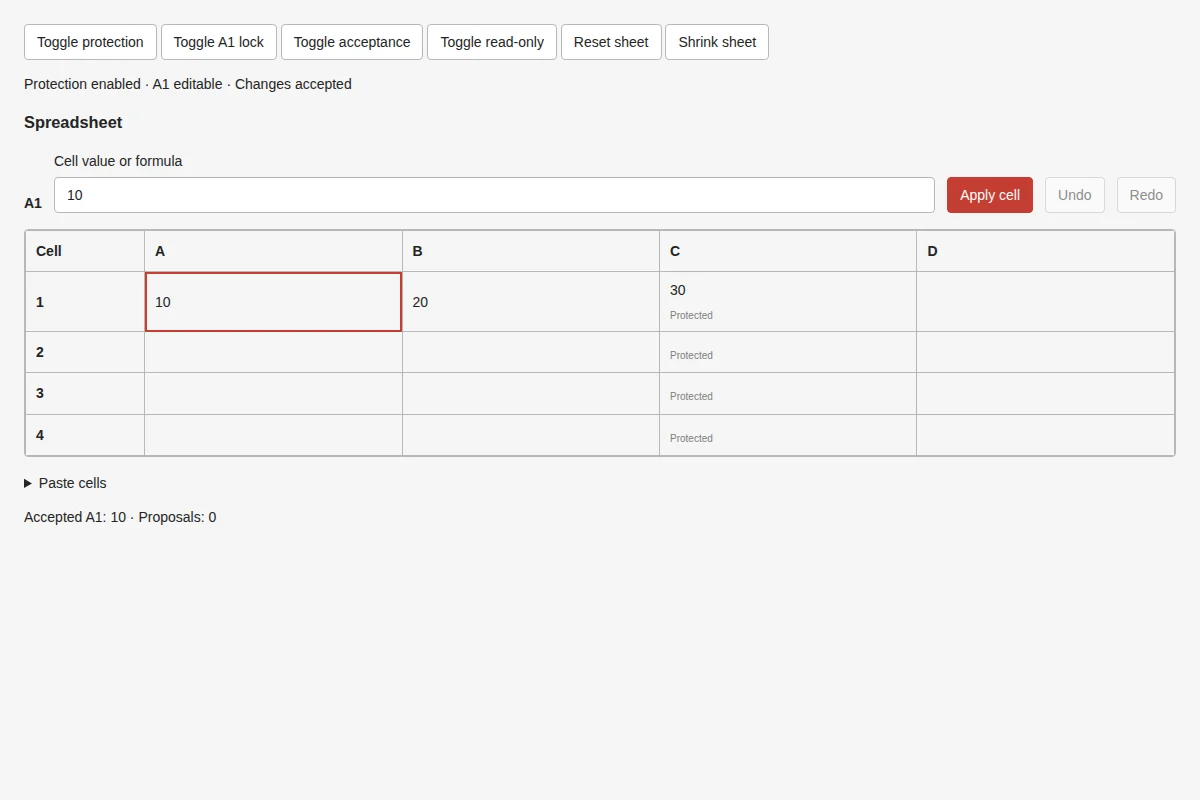 Toggle protection Toggle A1 lock Toggle acceptance Toggle read-only Reset sheet Shrink sheet
Protection enabled · A1 editable · Changes accepted
Spreadsheet
Cell value or formula
A1 10 Apply cell Undo Redo
Cell A B C D
1 10 20 30
Protected
2 Protected
3 Protected
4 Protected
Paste cells
Accepted A1: 10 · Proposals: 0